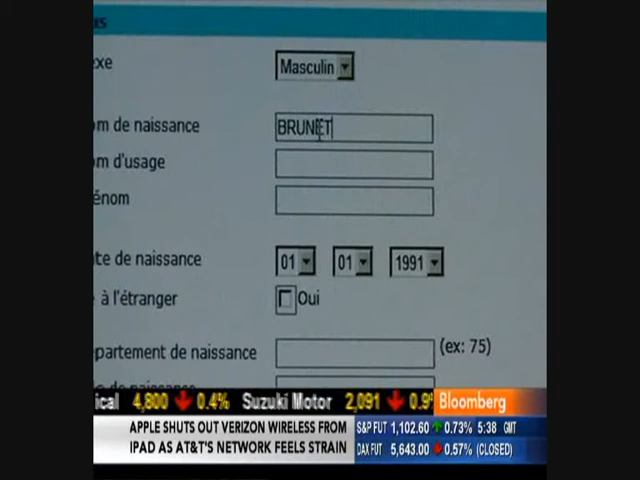 exe
Masculin
om de naissance
BRUNET
om d'usage
énom
te de naissance
01 01 1991
à l'étranger
Oui
partement de naissance
(ex: 75)
de naissance
ical 4,800 0.4% Suzuki Motor 2,091 0.9%
Bloomberg
APPLE SHUTS OUT VERIZON WIRELESS FROM
IPAD AS AT&T'S NETWORK FEELS STRAIN
S&P FUT 1,102.60 0.73% 5:38 GMT
DAX FUT 5,643.00 0.57% (CLOSED)